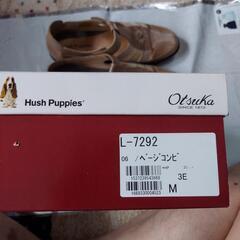 Hush Puppies
Otsuka
SINCE 1872
L-7292
06 /ﾍﾞｰｼﾞｺﾝﾋﾞ
3E
M